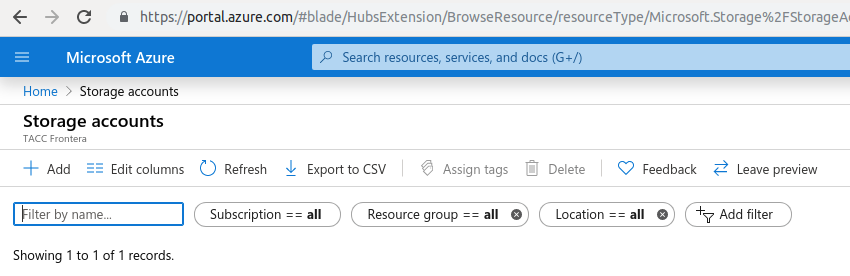 https://portal.azure.com/#blade/HubsExtension/BrowseResource/resourceType/Microsoft.Storage%2FStorageAc
Microsoft Azure Search resources, services, and docs (G+/)
Home > Storage accounts
Storage accounts
TACC Frontera
Add Edit columns Refresh Export to CSV Assign tags Delete Feedback Leave preview
Filter by name... Subscription == all Resource group == all Location == all Add filter
Showing 1 to 1 of 1 records.